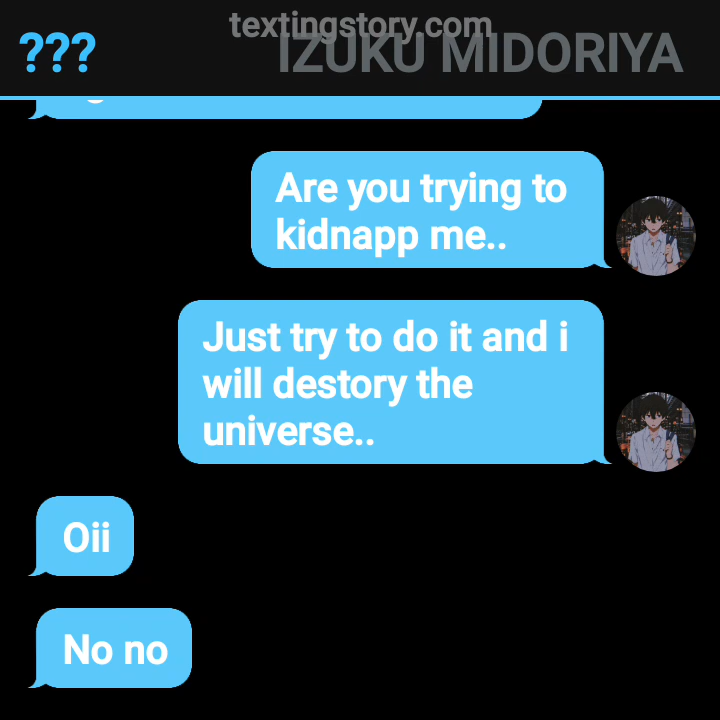 textingstory.com
???
IZUKU MIDORIYA
Are you trying to
kidnapp me..
Just try to do it and i
will destory the
universe..
Oii
No no